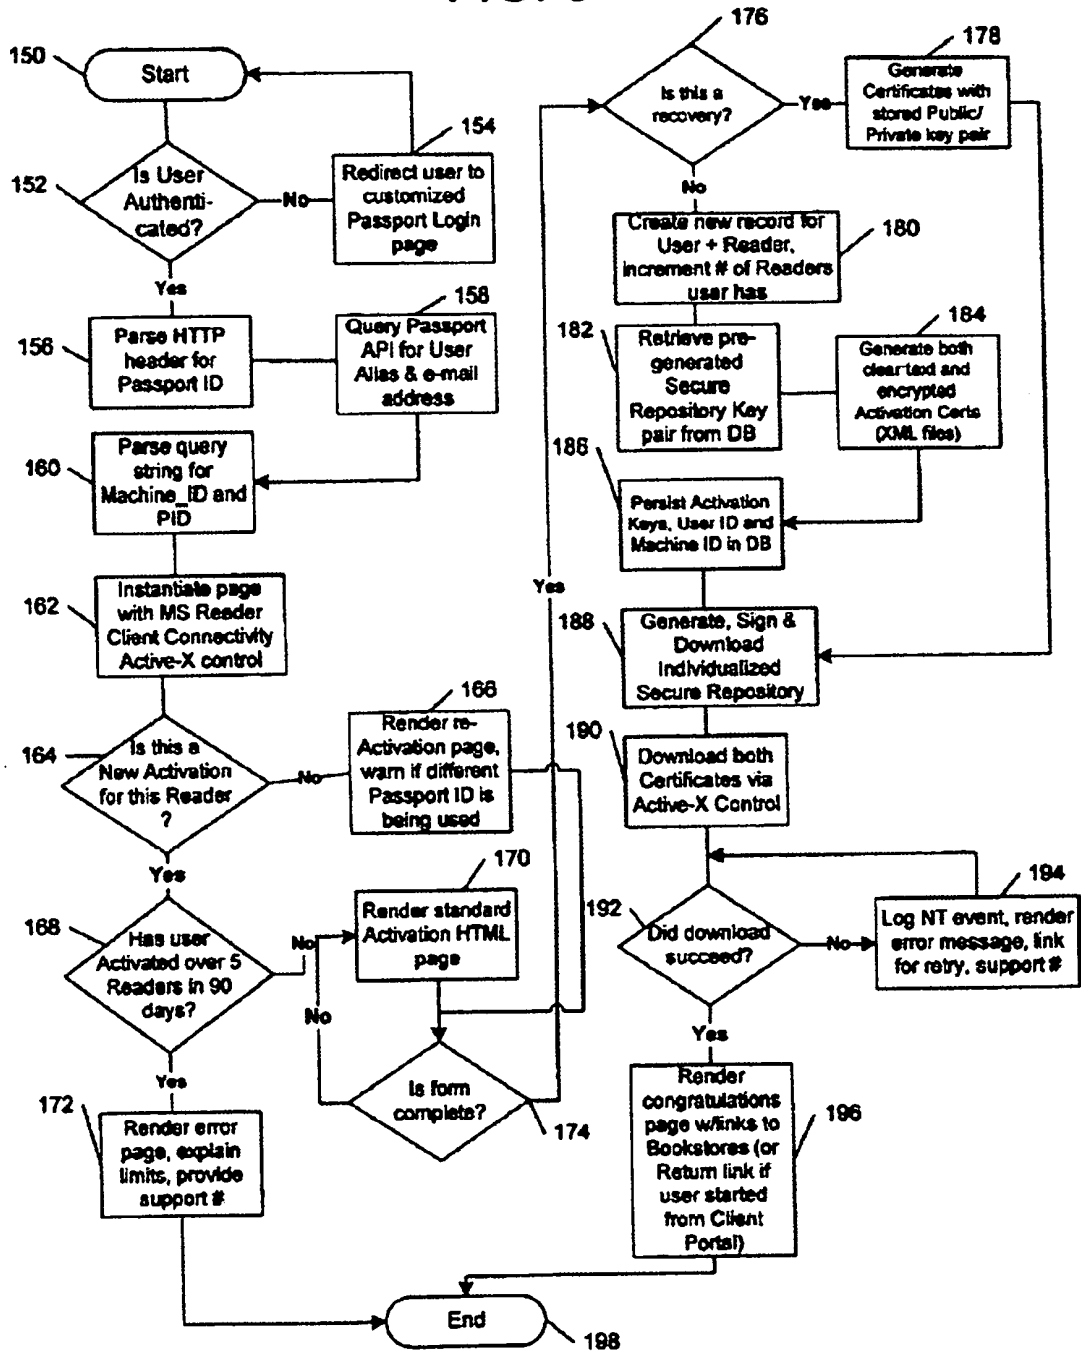 150
Start
154
152
Is User
Authenti-
cated?
No
Redirect user to
customized
Passport Login
page
Yes
158
156
Parse HTTP
header for
Passport ID
Query Passport
API for User
Alias & e-mail
address
160
Parse query
string for
Machine_ID and
PID
162
Instantiate page
with MS Reader
Client Connectivity
Active-X control
166
164
Is this a
New Activation
for this Reader
?
No
Render re-
Activation page,
warn if different
Passport ID is
being used
Yes
170
168
Has user
Activated over 5
Readers in 90
days?
No
Render standard
Activation HTML
page
No
Yes
Is form
complete?
174
Yes
172
Render error
page, explain
limits, provide
support #
176
Is this a
recovery?
Yes
178
Generate
Certificates with
stored Public/
Private key pair
No
180
Create new record for
User + Reader,
increment # of Readers
user has
182
Retrieve pre-
generated
Secure
Repository Key
pair from DB
184
Generate both
clear text and
encrypted
Activation Certs
(XML files)
186
Persist Activation
Keys, User ID and
Machine ID in DB
188
Generate, Sign &
Download
Individualized
Secure Repository
190
Download both
Certificates via
Active-X Control
192
Did download
succeed?
No
194
Log NT event, render
error message, link
for retry, support #
Yes
196
Render
congratulations
page w/links to
Bookstores (or
Return link if
user started
from Client
Portal)
End
198